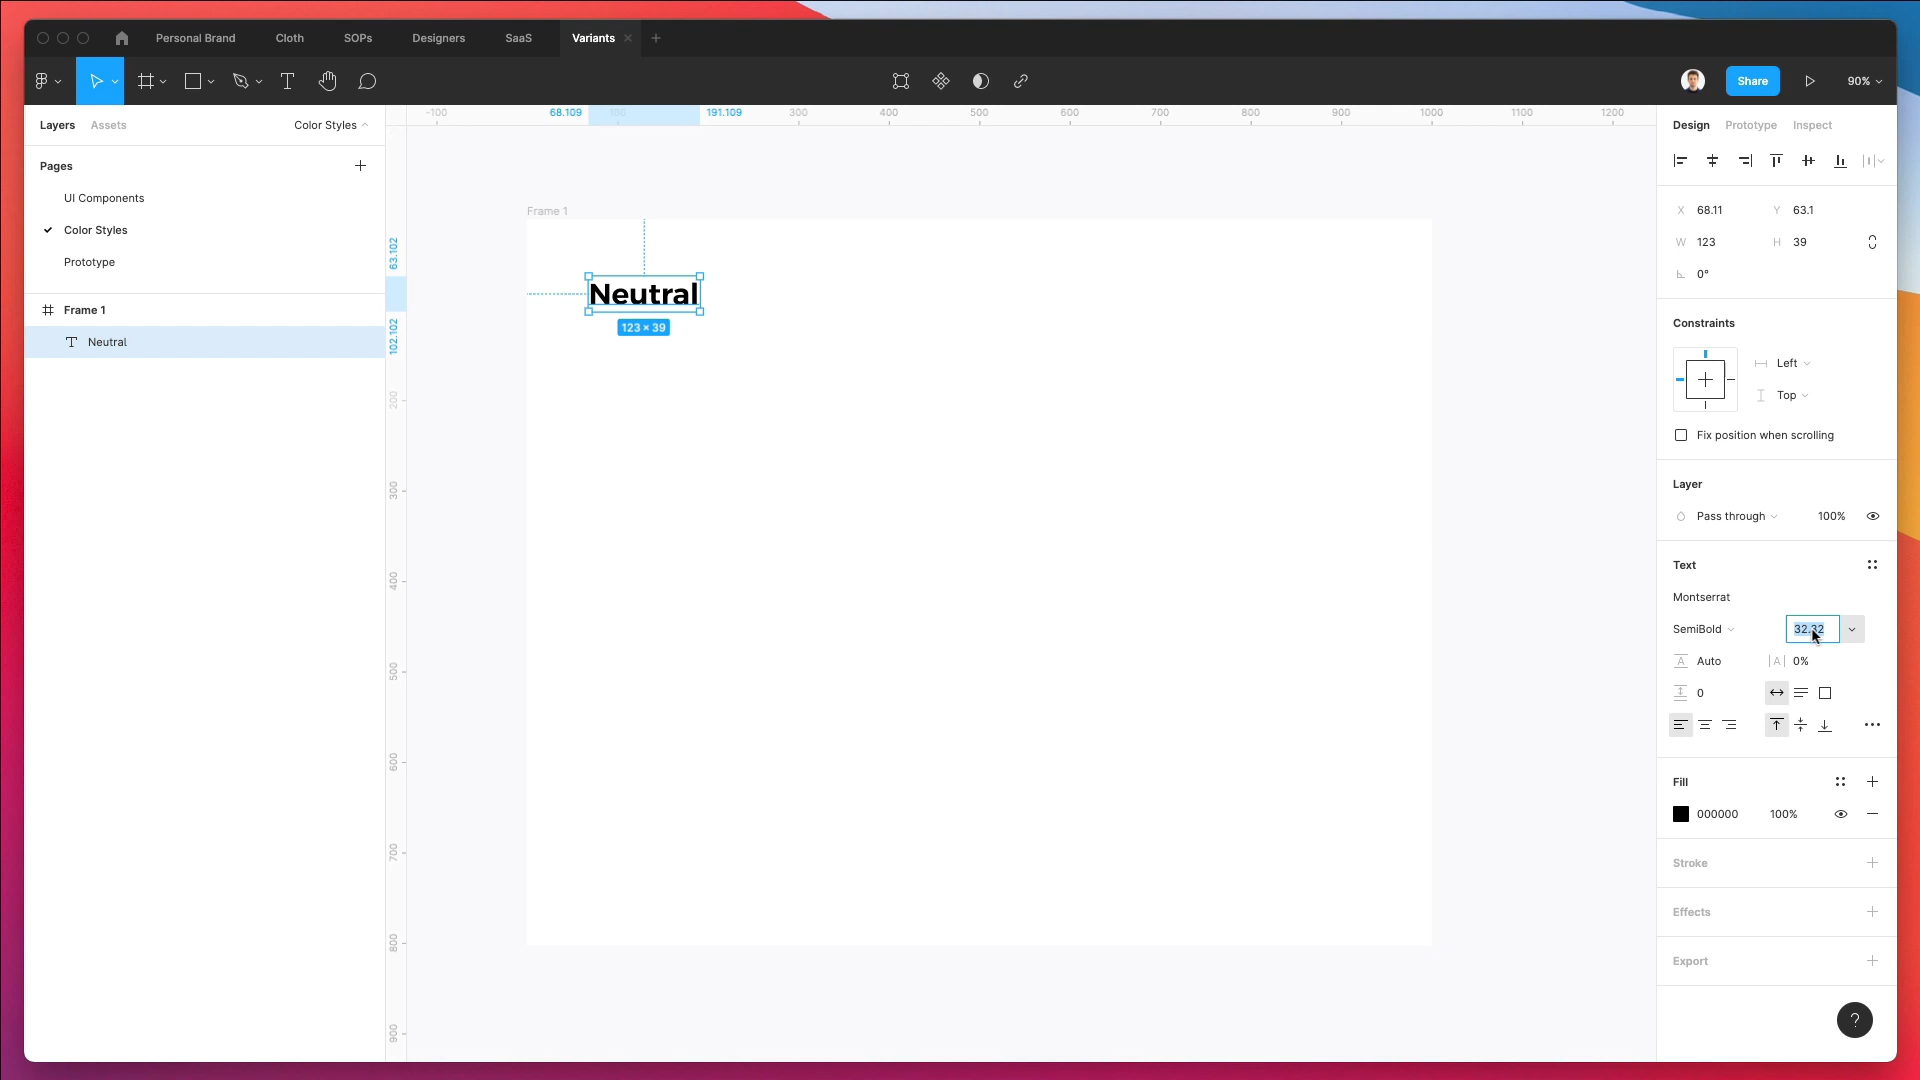 Personal Brand Cloth SOPs Designers SaaS Variants
Share 90%
Layers Assets Color Styles
-100 68.109 100 191.109 300 400 500 600 700 800 900 1000 1100 1200
Design Prototype Inspect
Pages
UI Components
Color Styles
Prototype
Frame 1
Neutral
63.102
102.102
200
300
400
500
600
700
800
900
Frame 1
Neutral
123 × 39
X 68.11 Y 63.1
W 123 H 39
0°
Constraints
Left
Top
Fix position when scrolling
Layer
Pass through 100%
Text
Montserrat
SemiBold 32.32
A Auto |A| 0%
0
Fill
000000 100%
Stroke
Effects
Export
?